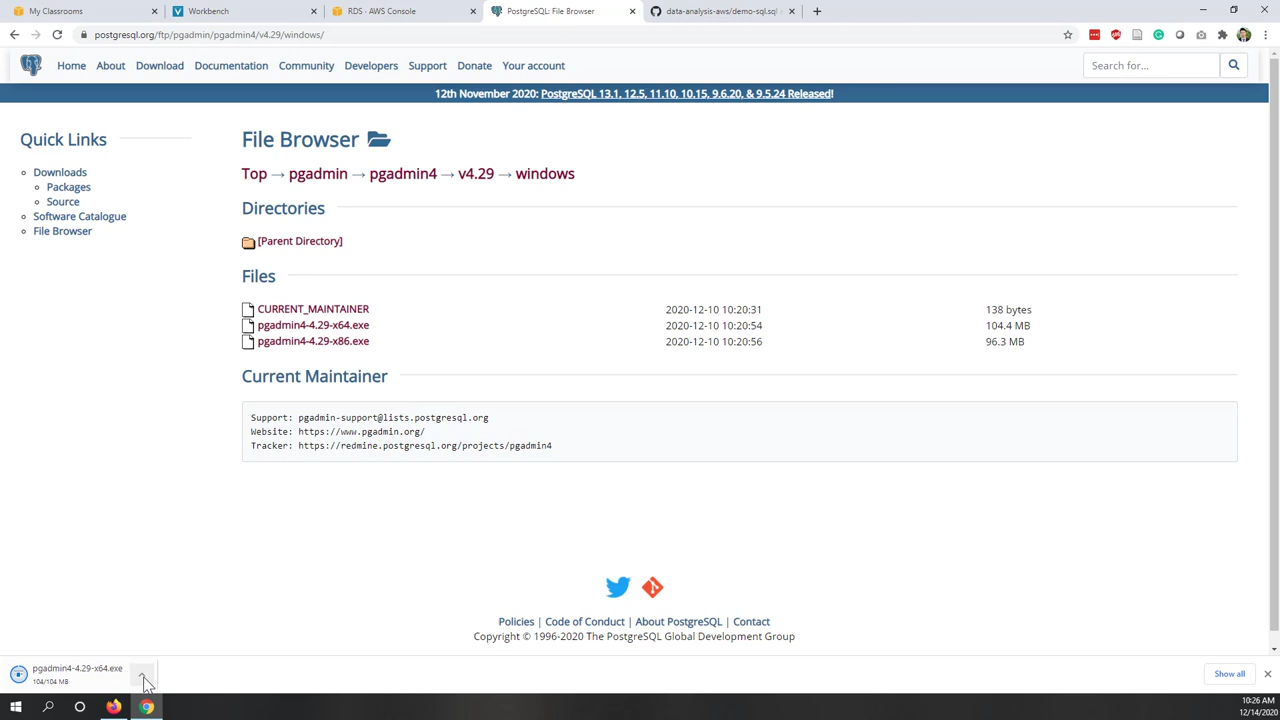 My Classrooms
Workbench
RDS - AWS Console
PostgreSQL: File Browser
data-analysis-aws/demo-sql.sql
postgresql.org/ftp/pgadmin/pgadmin4/v4.29/windows/
Home About Download Documentation Community Developers Support Donate Your account
Search for...
12th November 2020: PostgreSQL 13.1, 12.5, 11.10, 10.15, 9.6.20, & 9.5.24 Released!
Quick Links
Downloads
Packages
Source
Software Catalogue
File Browser
File Browser
Top → pgadmin → pgadmin4 → v4.29 → windows
Directories
[Parent Directory]
Files
CURRENT_MAINTAINER 2020-12-10 10:20:31 138 bytes
pgadmin4-4.29-x64.exe 2020-12-10 10:20:54 104.4 MB
pgadmin4-4.29-x86.exe 2020-12-10 10:20:56 96.3 MB
Current Maintainer
Support: pgadmin-support@lists.postgresql.org
Website: https://www.pgadmin.org/
Tracker: https://redmine.postgresql.org/projects/pgadmin4
Policies | Code of Conduct | About PostgreSQL | Contact
Copyright © 1996-2020 The PostgreSQL Global Development Group
pgadmin4-4.29-x64.exe
104/104 MB
Show all
10:26 AM
12/14/2020